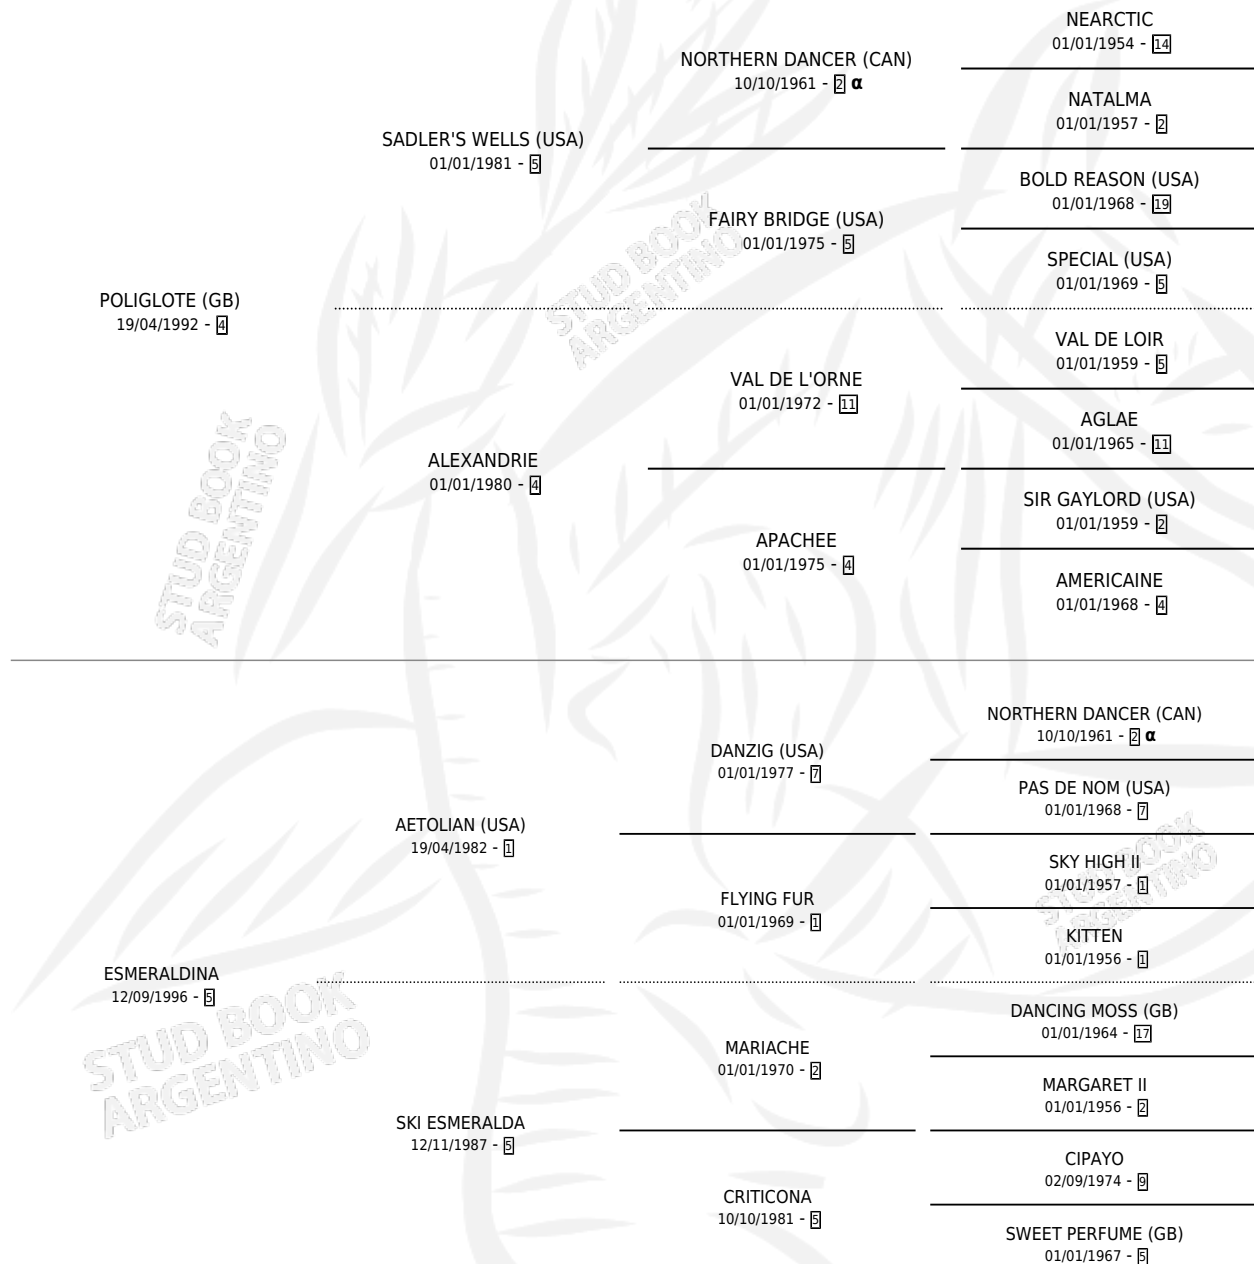 NEARCTIC
01/01/1954 - 14
NORTHERN DANCER (CAN)
10/10/1961 - 2 α
NATALMA
01/01/1957 - 2
SADLER'S WELLS (USA)
01/01/1981 - 5
BOLD REASON (USA)
01/01/1968 - 19
FAIRY BRIDGE (USA)
01/01/1975 - 5
SPECIAL (USA)
01/01/1969 - 5
STUD BOOK
ARGENTINO
POLIGLOTE (GB)
19/04/1992 - 4
VAL DE LOIR
01/01/1959 - 5
VAL DE L'ORNE
01/01/1972 - 11
AGLAE
01/01/1965 - 11
ALEXANDRIE
01/01/1980 - 4
SIR GAYLORD (USA)
01/01/1959 - 2
APACHEE
01/01/1975 - 4
AMERICAINE
01/01/1968 - 4
STUD BOOK
ARGENTINO
NORTHERN DANCER (CAN)
10/10/1961 - 2 α
DANZIG (USA)
01/01/1977 - 7
PAS DE NOM (USA)
01/01/1968 - 7
AETOLIAN (USA)
19/04/1982 - 1
SKY HIGH II
01/01/1957 - 1
FLYING FUR
01/01/1969 - 1
KITTEN
01/01/1956 - 1
STUD BOOK
ARGENTINO
ESMERALDINA
12/09/1996 - 5
DANCING MOSS (GB)
01/01/1964 - 17
MARIACHE
01/01/1970 - 2
MARGARET II
01/01/1956 - 2
SKI ESMERALDA
12/11/1987 - 5
CIPAYO
02/09/1974 - 9
CRITICONA
10/10/1981 - 5
SWEET PERFUME (GB)
01/01/1967 - 5
STUD BOOK
ARGENTINO